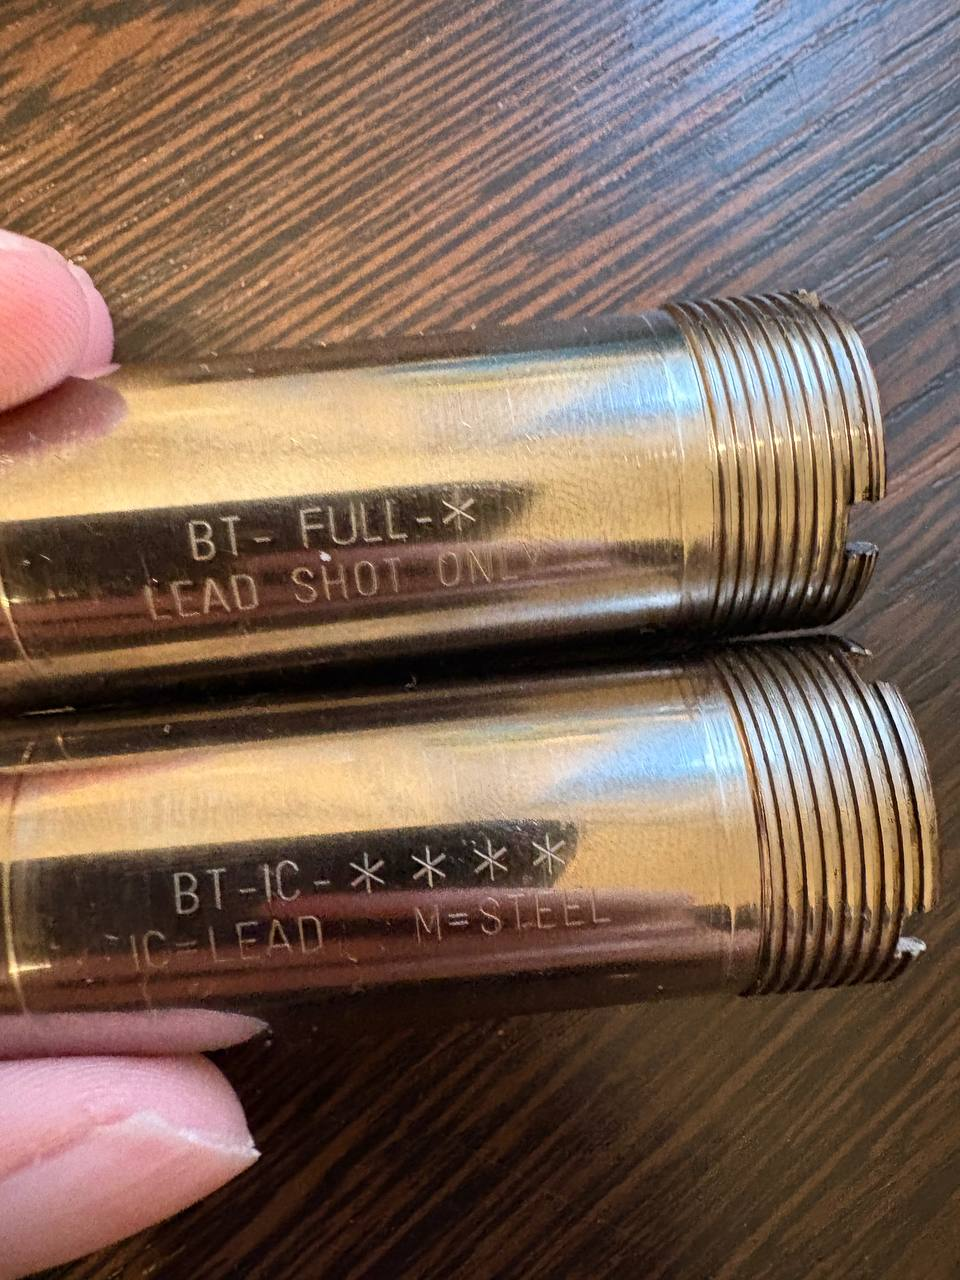 BT- FULL-*
LEAD SHOT ONLY
BT-IC-****
IC=LEAD M=STEEL